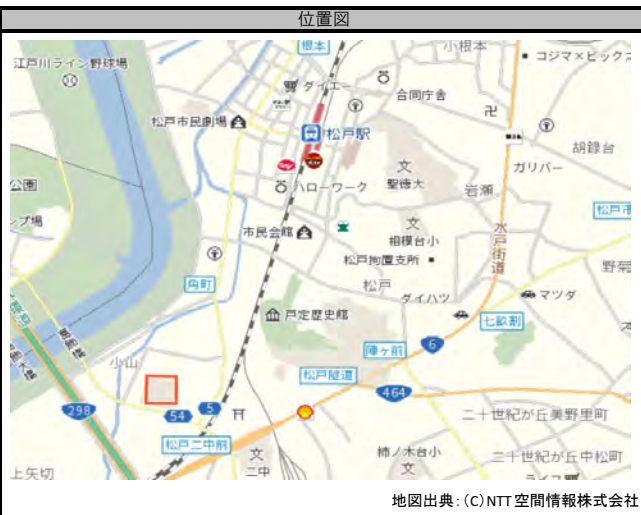 位置図
根本
小根本
江戸川ライン野球場
コジマ×ビックカ
ダイエー
合同庁舎
松戸市民劇場
松戸駅
胡録台
ガリバー
文
聖徳大
公園
ハローワーク
岩瀬
松戸市
ンプ場
市民会館
文
相模台小
水戸街道
松戸拘置支所
野菊
角町
松戸
ダイハツ
マツダ
戸定歴史館
七畝割
陣ヶ前
6
小山
松戸隧道
464
298
54
5
二十世紀が丘美野里町
松戸二中前
文
二中
柿ノ木台小
文
二十世紀が丘中松町
上矢切
地図出典:(C)NTT空間情報株式会社